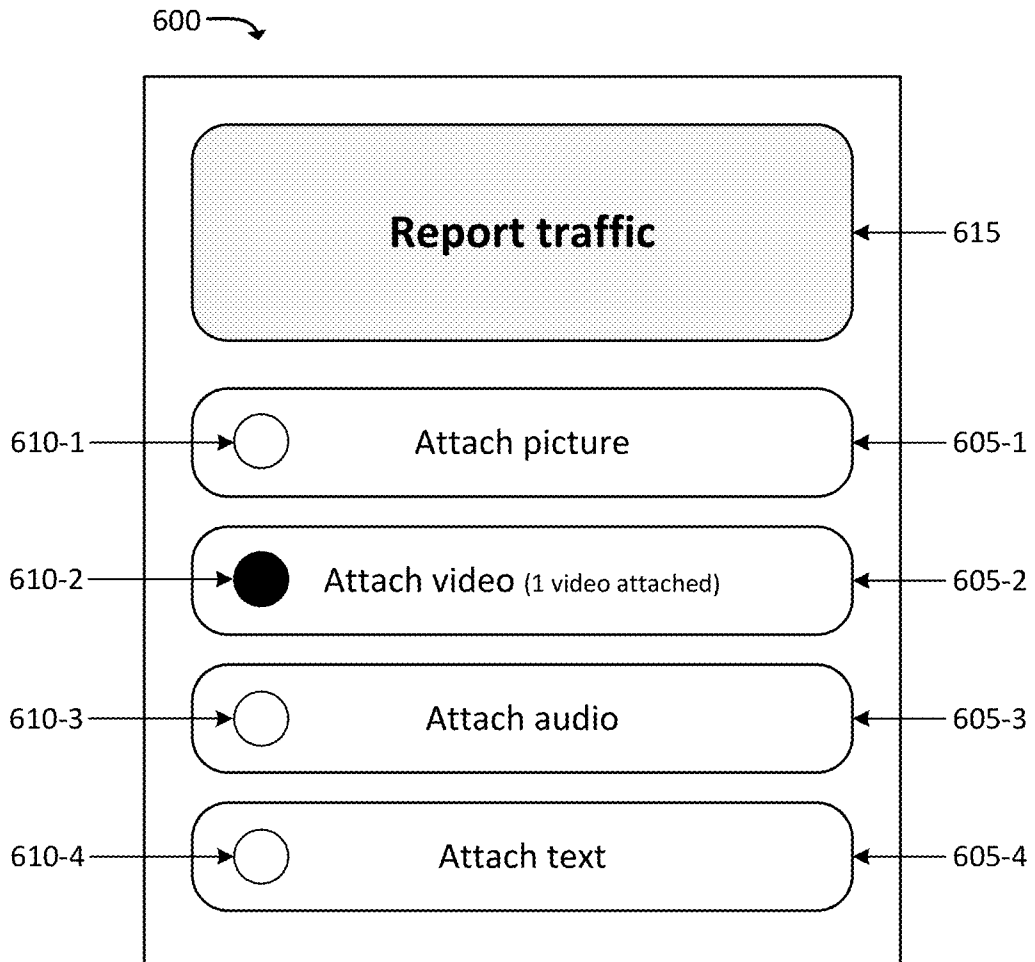 600
Report traffic
615
610-1
Attach picture
605-1
610-2
Attach video (1 video attached)
605-2
610-3
Attach audio
605-3
610-4
Attach text
605-4